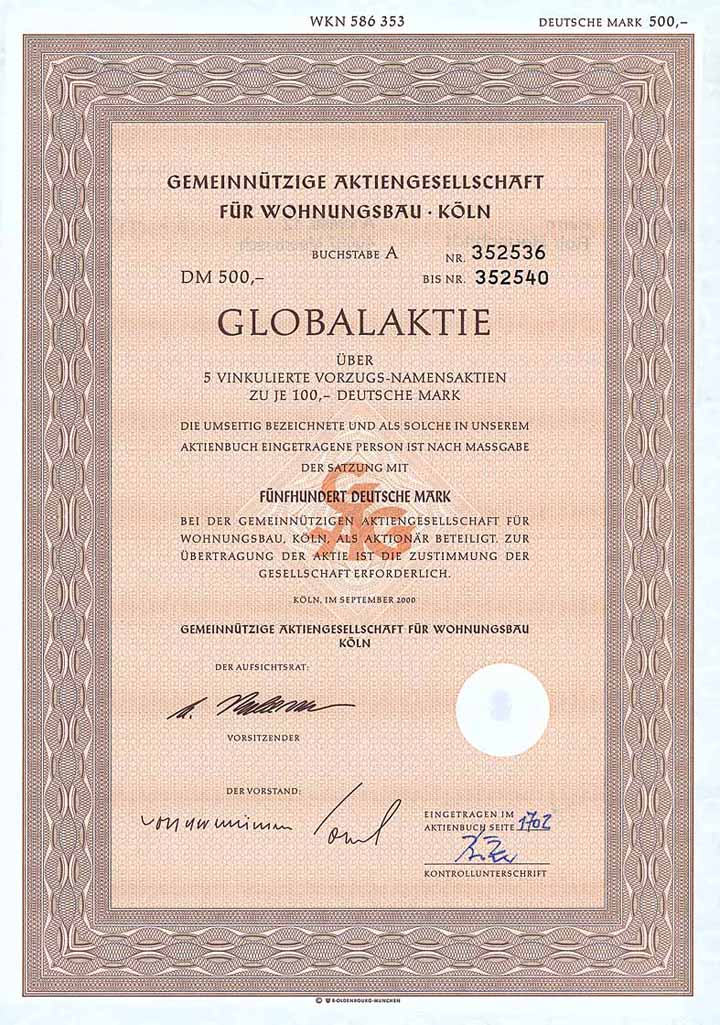 WKN 586 353 DEUTSCHE MARK 500,–
GEMEINNÜTZIGE AKTIENGESELLSCHAFT
FÜR WOHNUNGSBAU · KÖLN
BUCHSTABE A NR. 352536
DM 500,– BIS NR. 352540
GLOBALAKTIE
ÜBER
5 VINKULIERTE VORZUGS-NAMENSAKTIEN
ZU JE 100,– DEUTSCHE MARK
DIE UMSEITIG BEZEICHNETE UND ALS SOLCHE IN UNSEREM
AKTIENBUCH EINGETRAGENE PERSON IST NACH MASSGABE
DER SATZUNG MIT
FÜNFHUNDERT DEUTSCHE MARK
BEI DER GEMEINNÜTZIGEN AKTIENGESELLSCHAFT FÜR
WOHNUNGSBAU, KÖLN, ALS AKTIONÄR BETEILIGT. ZUR
ÜBERTRAGUNG DER AKTIE IST DIE ZUSTIMMUNG DER
GESELLSCHAFT ERFORDERLICH.
KÖLN, IM SEPTEMBER 2000
GEMEINNÜTZIGE AKTIENGESELLSCHAFT FÜR WOHNUNGSBAU
KÖLN
DER AUFSICHTSRAT:
VORSITZENDER
DER VORSTAND:
EINGETRAGEN IM
AKTIENBUCH SEITE 1702
KONTROLLUNTERSCHRIFT
© R·OLDENBOURG·MÜNCHEN